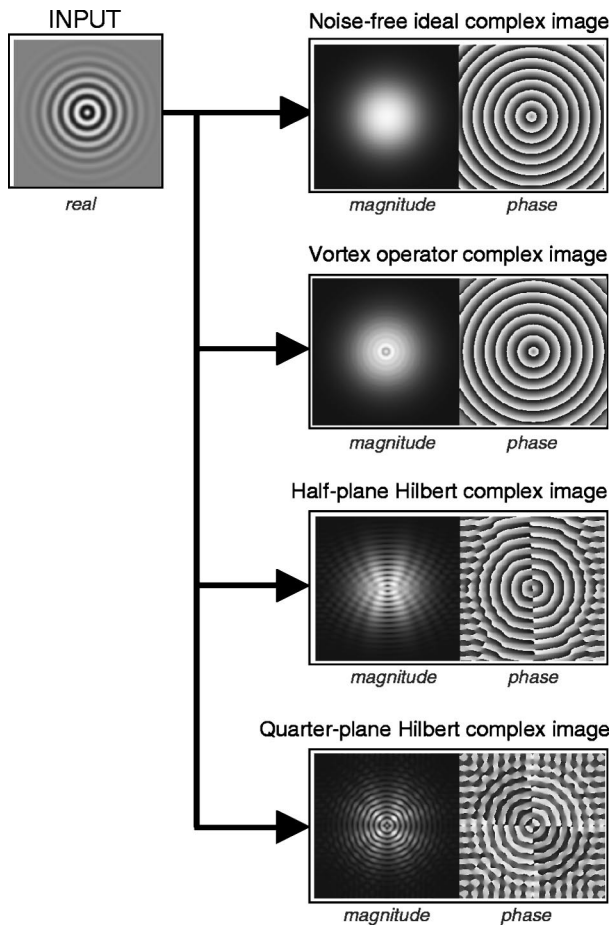 INPUT
real
Noise-free ideal complex image
magnitude phase
Vortex operator complex image
magnitude phase
Half-plane Hilbert complex image
magnitude phase
Quarter-plane Hilbert complex image
magnitude phase